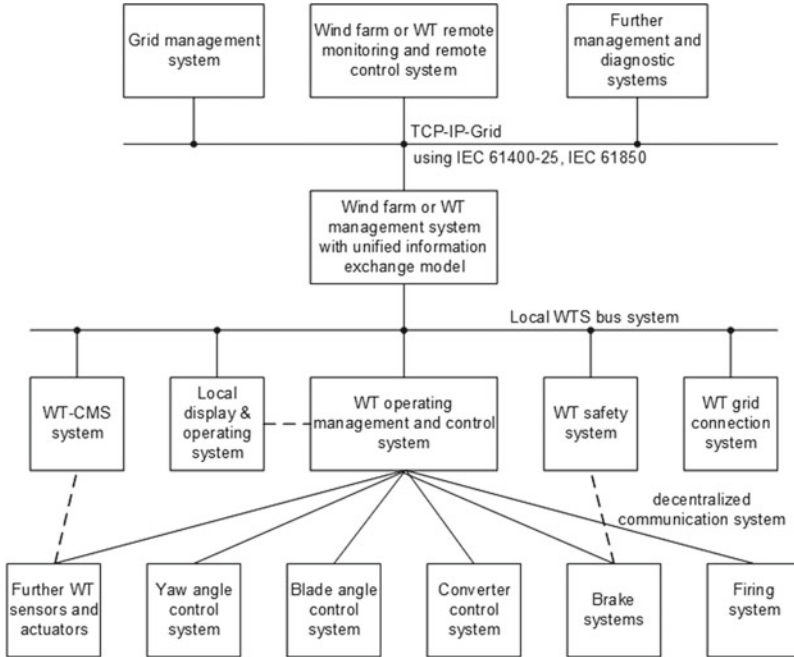 Grid management
system
Wind farm or WT remote
monitoring and remote
control system
Further
management and
diagnostic systems
TCP-IP-Grid
using IEC 61400-25, IEC 61850
Wind farm or WT
management system
with unified information
exchange model
Local WTS bus system
WT-CMS
system
Local
display &
operating
system
WT operating
management and control
system
WT safety
system
WT grid
connection
system
decentralized
communication system
Further WT
sensors and
actuators
Yaw angle
control
system
Blade angle
control
system
Converter
control
system
Brake
systems
Firing
system